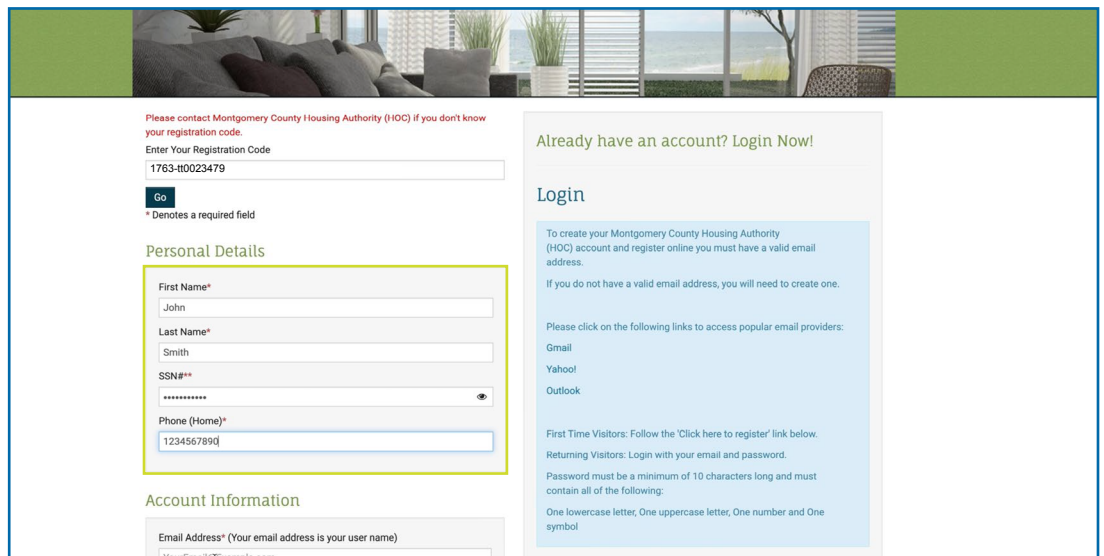 Please contact Montgomery County Housing Authority (HOC) if you don't know
your registration code.
Enter Your Registration Code
1763-tt0023479
Go
* Denotes a required field
Personal Details
First Name*
John
Last Name*
Smith
SSN#**
•••••••••••
Phone (Home)*
1234567890
Account Information
Email Address* (Your email address is your user name)
Already have an account? Login Now!
Login
To create your Montgomery County Housing Authority
(HOC) account and register online you must have a valid email
address.
If you do not have a valid email address, you will need to create one.
Please click on the following links to access popular email providers:
Gmail
Yahoo!
Outlook
First Time Visitors: Follow the 'Click here to register' link below.
Returning Visitors: Login with your email and password.
Password must be a minimum of 10 characters long and must
contain all of the following:
One lowercase letter, One uppercase letter, One number and One
symbol